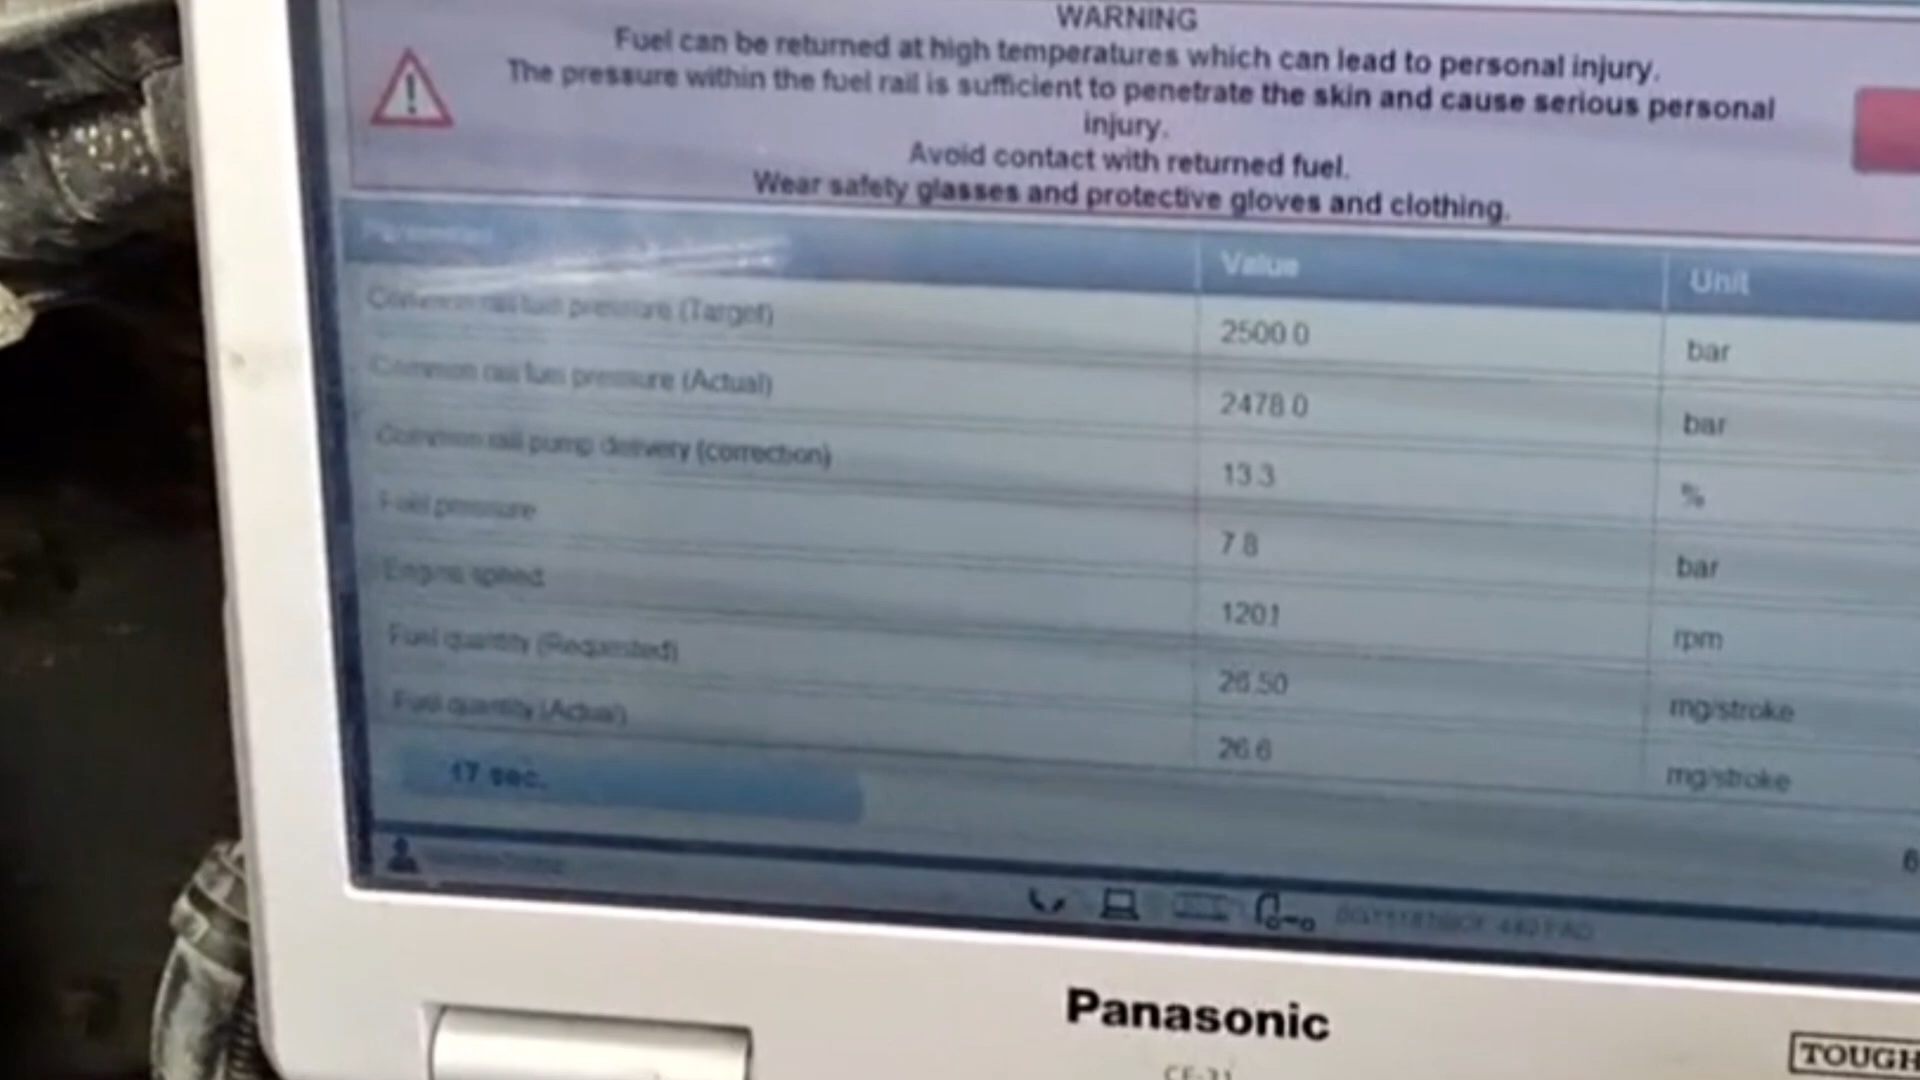 WARNING
Fuel can be returned at high temperatures which can lead to personal injury.
The pressure within the fuel rail is sufficient to penetrate the skin and cause serious personal
injury.
Avoid contact with returned fuel.
Wear safety glasses and protective gloves and clothing.
Parameter Value Unit
Common rail fuel pressure (Target) 2500.0 bar
Common rail fuel pressure (Actual) 2478.0 bar
Common rail pump delivery (correction) 13.3 %
Fuel pressure 7.8 bar
Engine speed 1201 rpm
Fuel quantity (Requested) 26.50 mg/stroke
Fuel quantity (Actual) 26.6 mg/stroke
17 sec.
Panasonic
TOUGH
CF-31